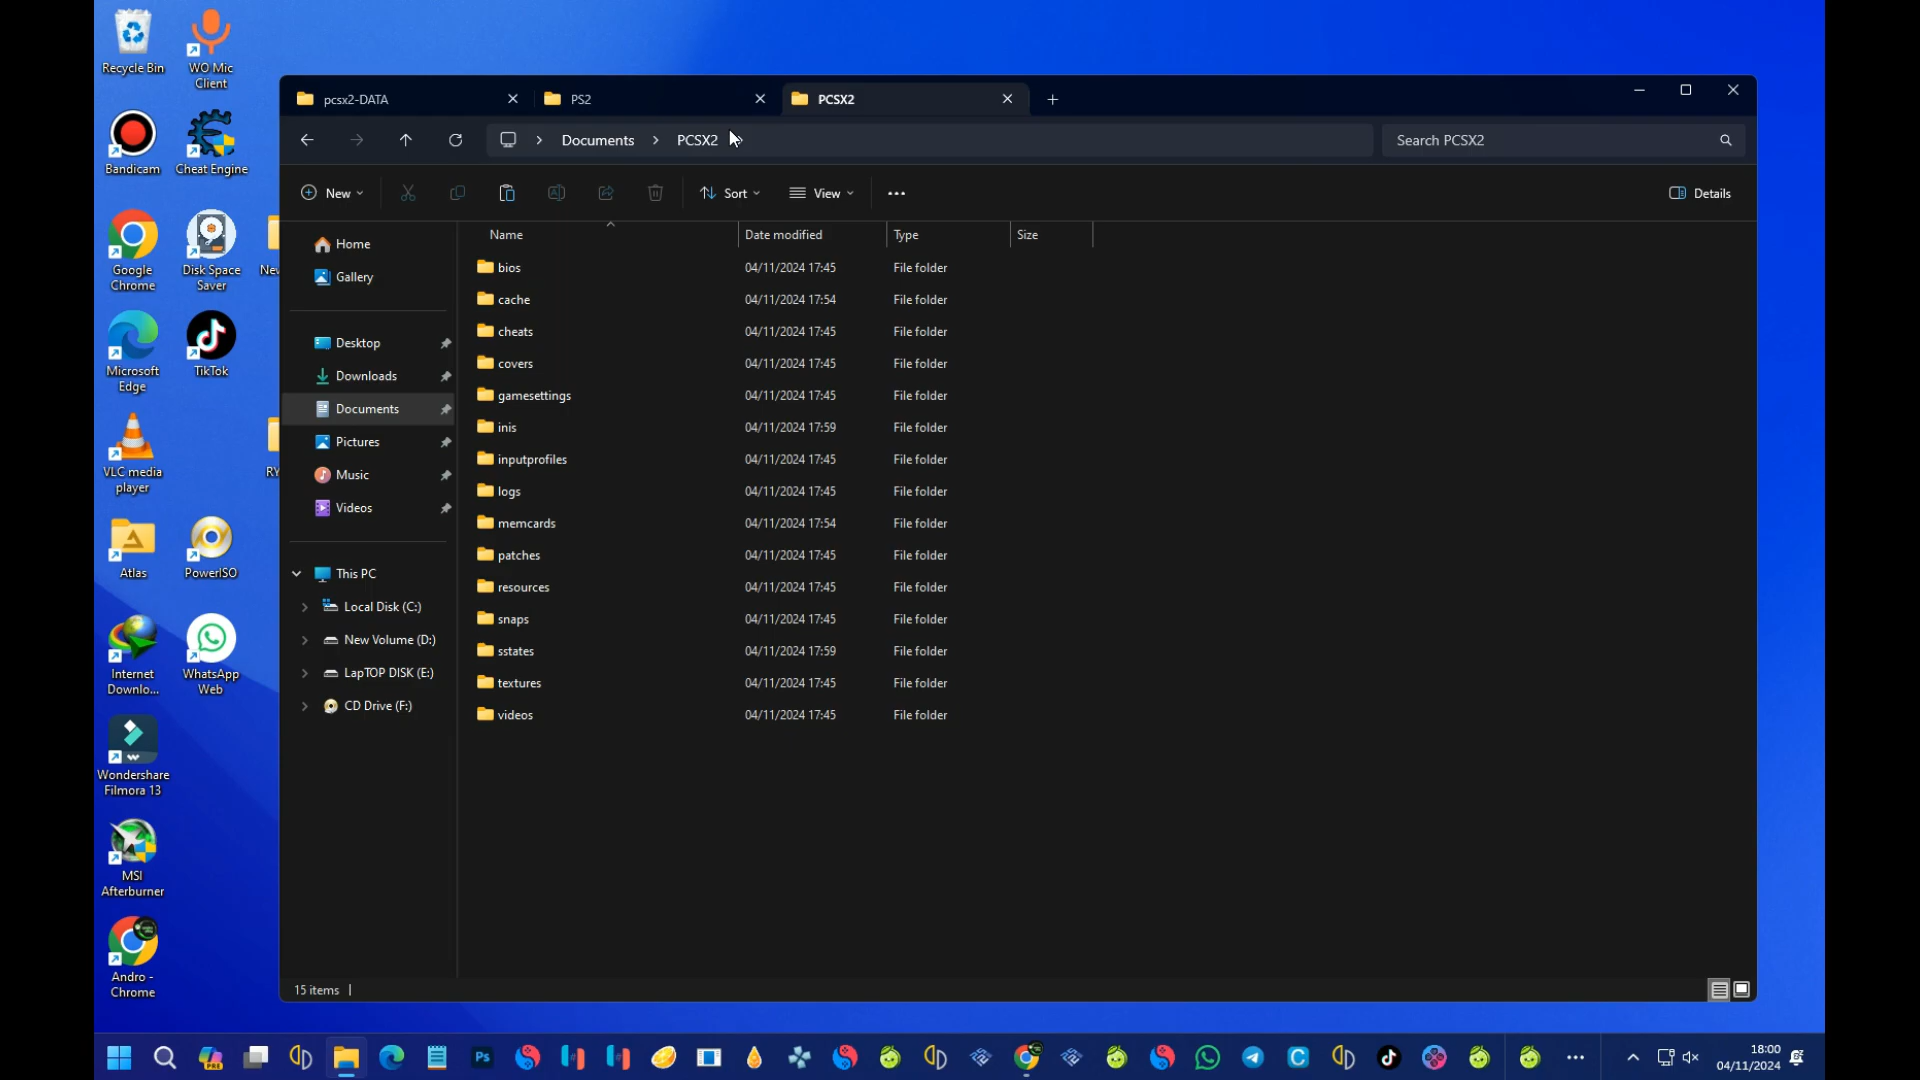 Recycle Bin
WO Mic
Client
Bandicam
Cheat Engine
Google
Chrome
Disk Space
Saver
Microsoft
Edge
TikTok
VLC media
player
Atlas
PowerISO
Internet
Downlo...
WhatsApp
Web
Wondershare
Filmora 13
MSI
Afterburner
Andro -
Chrome
Nev
RY
pcsx2-DATA
PS2
PCSX2
Documents > PCSX2
Search PCSX2
New
Sort
View
Details
Home
Gallery
Desktop
Downloads
Documents
Pictures
Music
Videos
This PC
Local Disk (C:)
New Volume (D:)
LapTOP DISK (E:)
CD Drive (F:)
Name Date modified Type Size
bios 04/11/2024 17:45 File folder
cache 04/11/2024 17:54 File folder
cheats 04/11/2024 17:45 File folder
covers 04/11/2024 17:45 File folder
gamesettings 04/11/2024 17:45 File folder
inis 04/11/2024 17:59 File folder
inputprofiles 04/11/2024 17:45 File folder
logs 04/11/2024 17:45 File folder
memcards 04/11/2024 17:54 File folder
patches 04/11/2024 17:45 File folder
resources 04/11/2024 17:45 File folder
snaps 04/11/2024 17:45 File folder
sstates 04/11/2024 17:59 File folder
textures 04/11/2024 17:45 File folder
videos 04/11/2024 17:45 File folder
15 items
PRE
Ps
C
18:00
04/11/2024